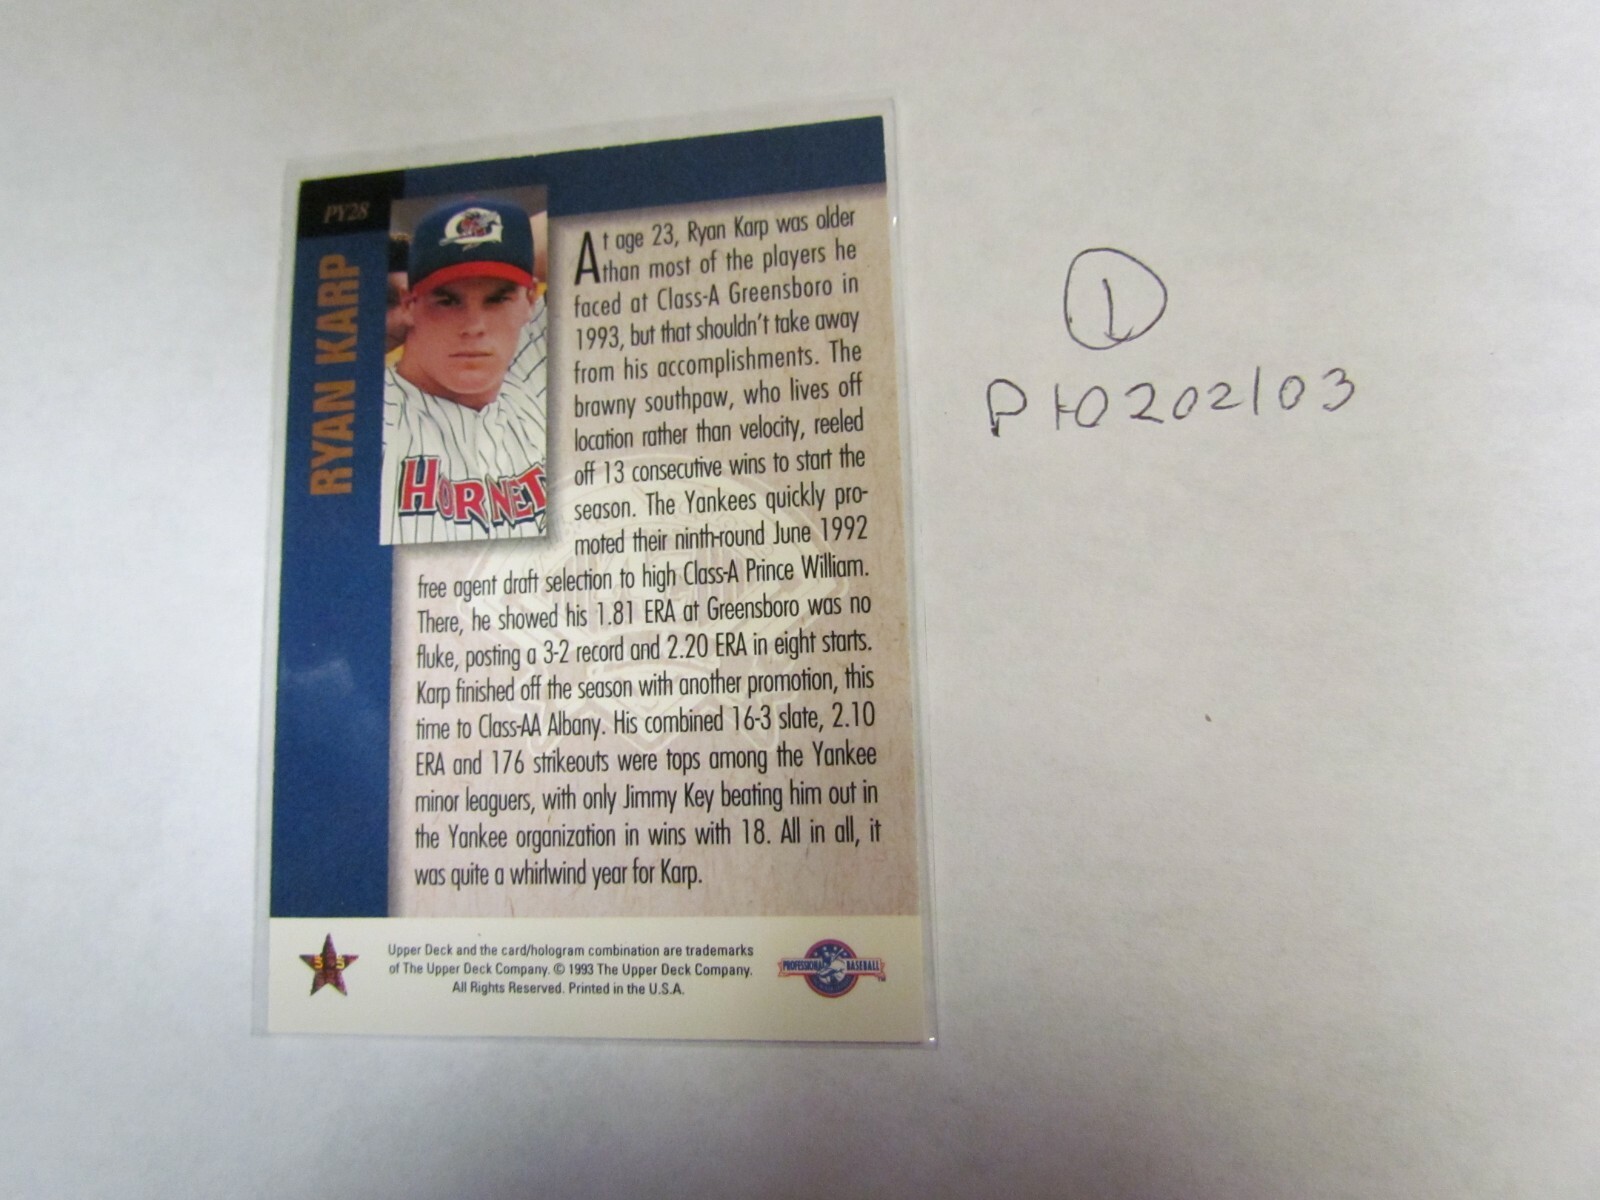 PY28
RYAN KARP
HORNET
At age 23, Ryan Karp was older
than most of the players he
faced at Class-A Greensboro in
1993, but that shouldn't take away
from his accomplishments. The
brawny southpaw, who lives off
location rather than velocity, reeled
off 13 consecutive wins to start the
season. The Yankees quickly pro-
moted their ninth-round June 1992
free agent draft selection to high Class-A Prince William.
There, he showed his 1.81 ERA at Greensboro was no
fluke, posting a 3-2 record and 2.20 ERA in eight starts.
Karp finished off the season with another promotion, this
time to Class-AA Albany. His combined 16-3 slate, 2.10
ERA and 176 strikeouts were tops among the Yankee
minor leaguers, with only Jimmy Key beating him out in
the Yankee organization in wins with 18. All in all, it
was quite a whirlwind year for Karp.
Upper Deck and the card/hologram combination are trademarks
of The Upper Deck Company. © 1993 The Upper Deck Company.
All Rights Reserved. Printed in the U.S.A.
PROFESSIONAL BASEBALL
TM
1
P10202103